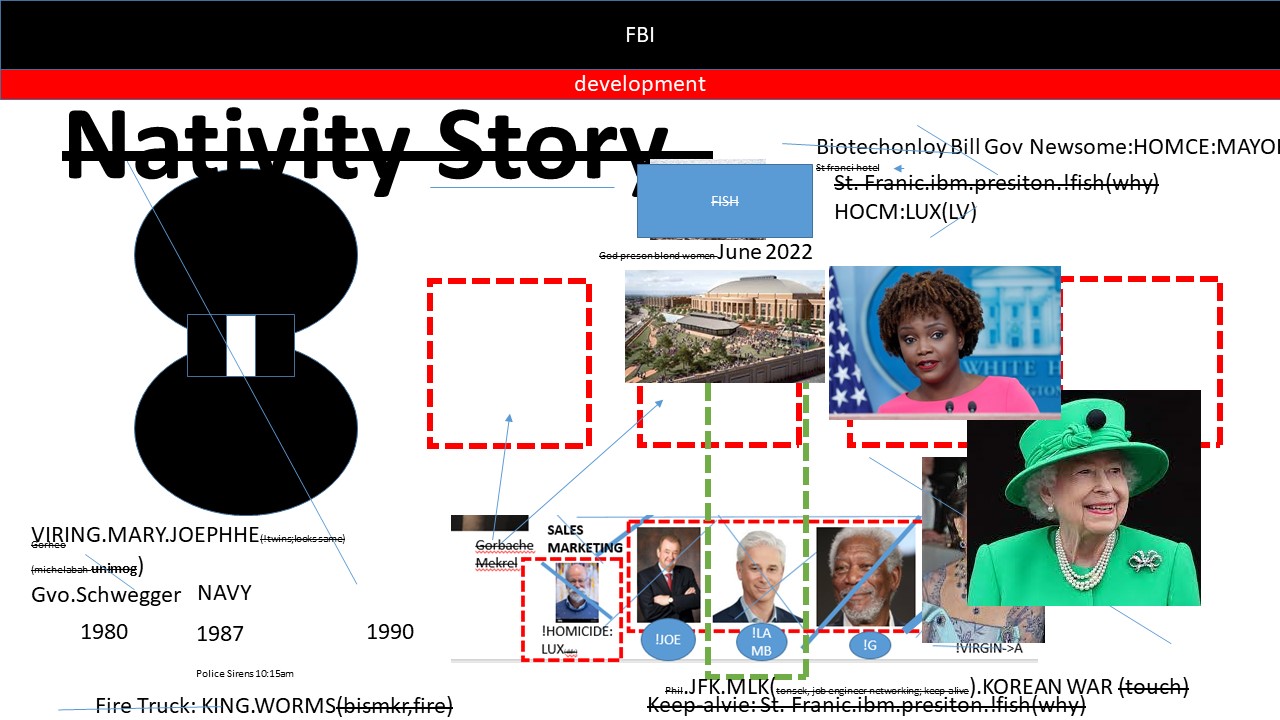 FBI
development
Nativity Story
Biotechonloy Bill Gov Newsome:HOMCE:MAYOR
St franci hotel
St. Franic.ibm.presiton.!fish(why)
HOCM:LUX(LV)
FISH
God preson blond women June 2022
VIRING.MARY.JOEPHHE(!twins;looks same)
Gorheo
(michelabah unimog)
Gvo.Schwegger NAVY
1980 1987 1990
Police Sirens 10:15am
Fire Truck: KING.WORMS(bismkr,fire)
SALES
MARKETING
Gorbache
Mekrel
!HOMICIDE:
LUX
!JOE
!LA
MB
!G
!VIRGIN->A
WHITE H
Phil.JFK.MLK(tonsek, job engineer networking; keep alive).KOREAN WAR (touch)
Keep-alvie: St. Franic.ibm.presiton.!fish(why)